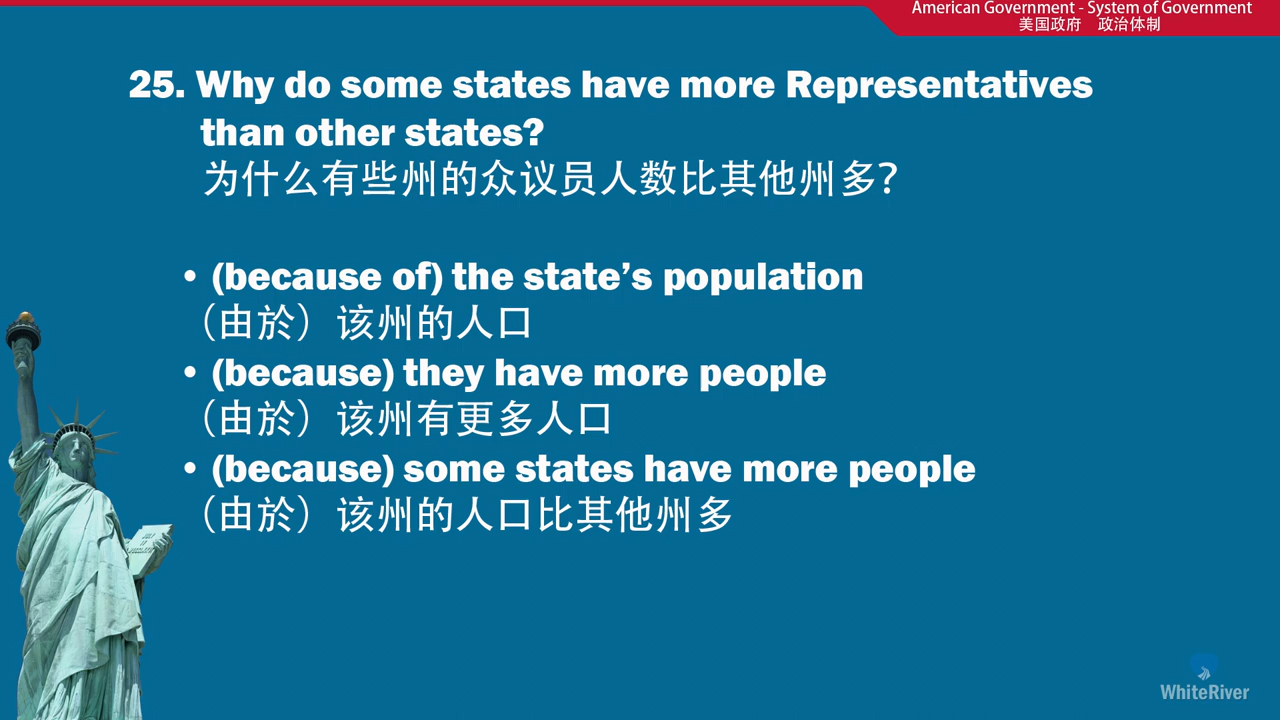 American Government - System of Government
美国政府 政治体制
25. Why do some states have more Representatives
than other states?
为什么有些州的众议员人数比其他州多?
• (because of) the state’s population
（由於）该州的人口
• (because) they have more people
（由於）该州有更多人口
• (because) some states have more people
（由於）该州的人口比其他州多
WhiteRiver